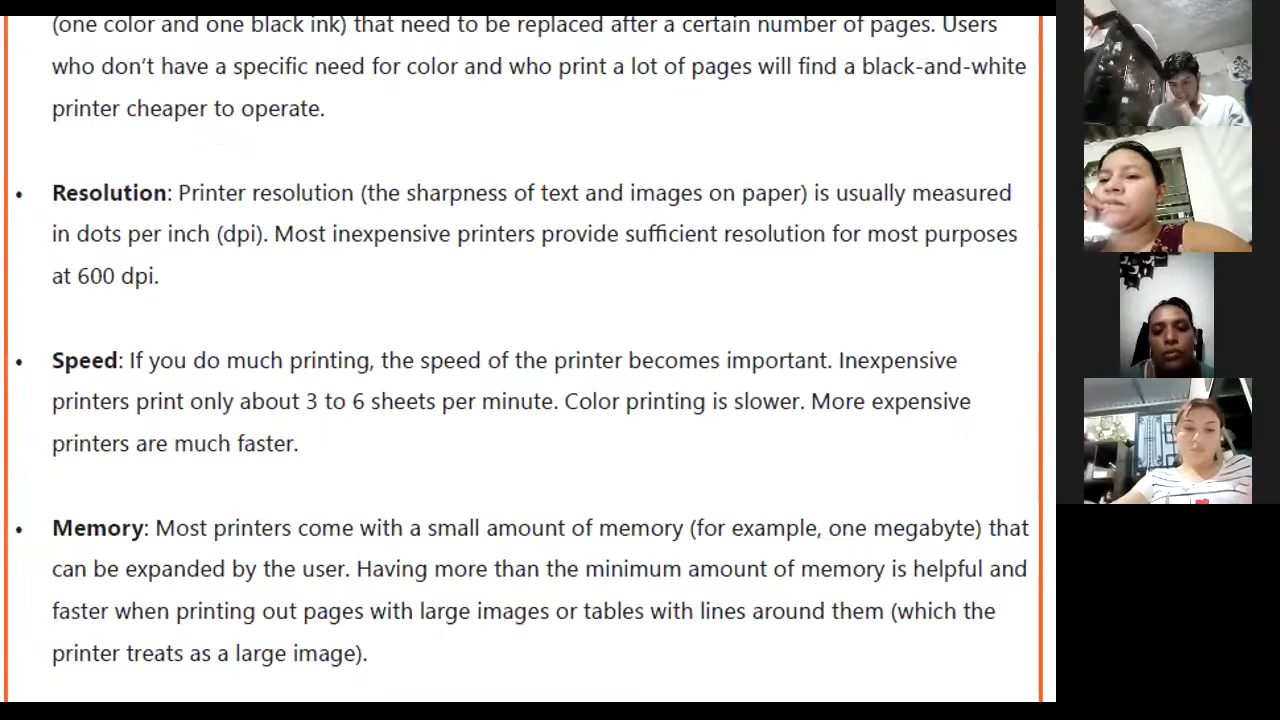 (one color and one black ink) that need to be replaced after a certain number of pages. Users
who don't have a specific need for color and who print a lot of pages will find a black-and-white
printer cheaper to operate.
• Resolution: Printer resolution (the sharpness of text and images on paper) is usually measured
in dots per inch (dpi). Most inexpensive printers provide sufficient resolution for most purposes
at 600 dpi.
• Speed: If you do much printing, the speed of the printer becomes important. Inexpensive
printers print only about 3 to 6 sheets per minute. Color printing is slower. More expensive
printers are much faster.
• Memory: Most printers come with a small amount of memory (for example, one megabyte) that
can be expanded by the user. Having more than the minimum amount of memory is helpful and
faster when printing out pages with large images or tables with lines around them (which the
printer treats as a large image).